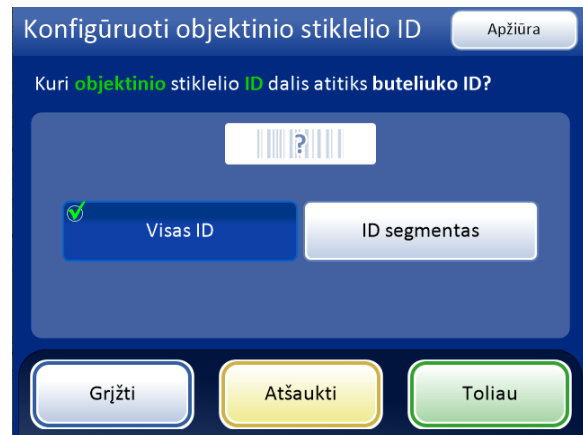 Konfigūruoti objektinio stiklelio ID
Apžiūra
Kuri objektinio stiklelio ID dalis atitiks buteliuko ID?
?
Visas ID
ID segmentas
Grįžti
Atšaukti
Toliau